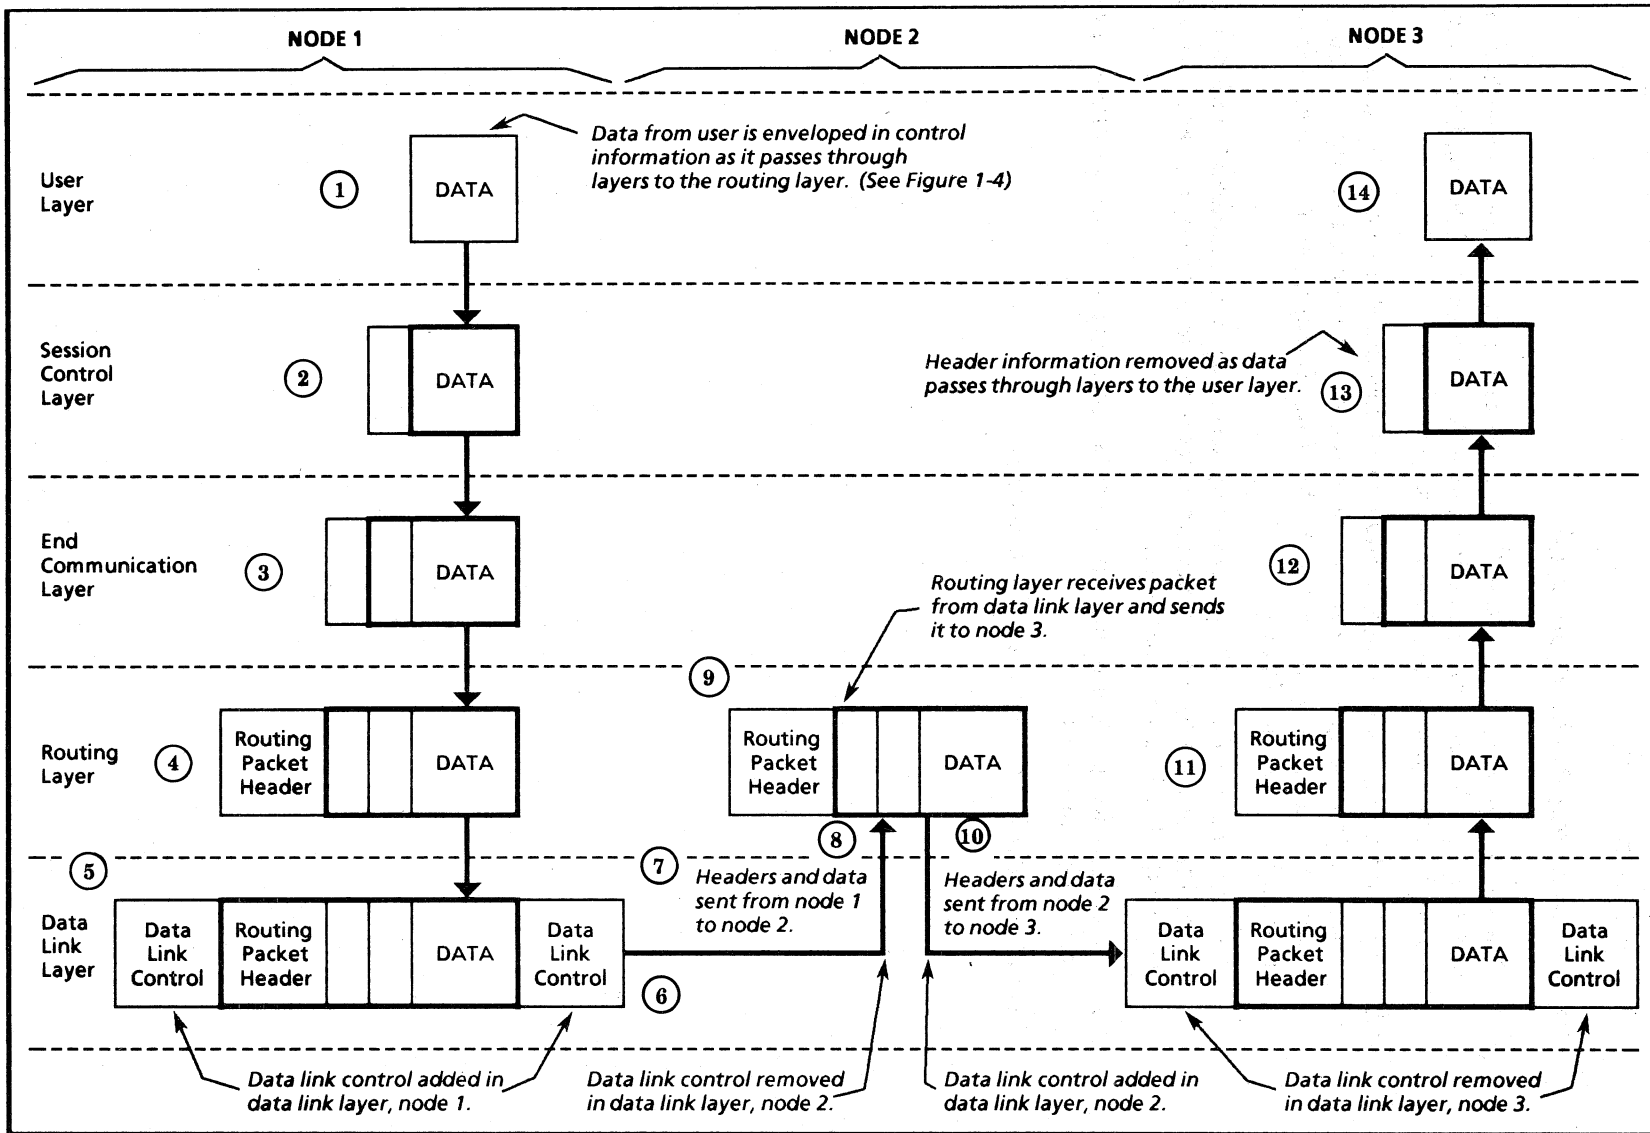 NODE 1
NODE 2
NODE 3
User
Layer
1
DATA
Data from user is enveloped in control
information as it passes through
layers to the routing layer. (See Figure 1-4)
14
DATA
Session
Control
Layer
2
DATA
Header information removed as data
passes through layers to the user layer.
13
DATA
End
Communication
Layer
3
DATA
Routing layer receives packet
from data link layer and sends
it to node 3.
12
DATA
9
Routing
Layer
4
Routing
Packet
Header
DATA
Routing
Packet
Header
DATA
11
Routing
Packet
Header
DATA
8
10
5
7
Headers and data
sent from node 1
to node 2.
Headers and data
sent from node 2
to node 3.
Data
Link
Layer
Data
Link
Control
Routing
Packet
Header
DATA
Data
Link
Control
6
Data
Link
Control
Routing
Packet
Header
DATA
Data
Link
Control
Data link control added in
data link layer, node 1.
Data link control removed
in data link layer, node 2.
Data link control added in
data link layer, node 2.
Data link control removed
in data link layer, node 3.